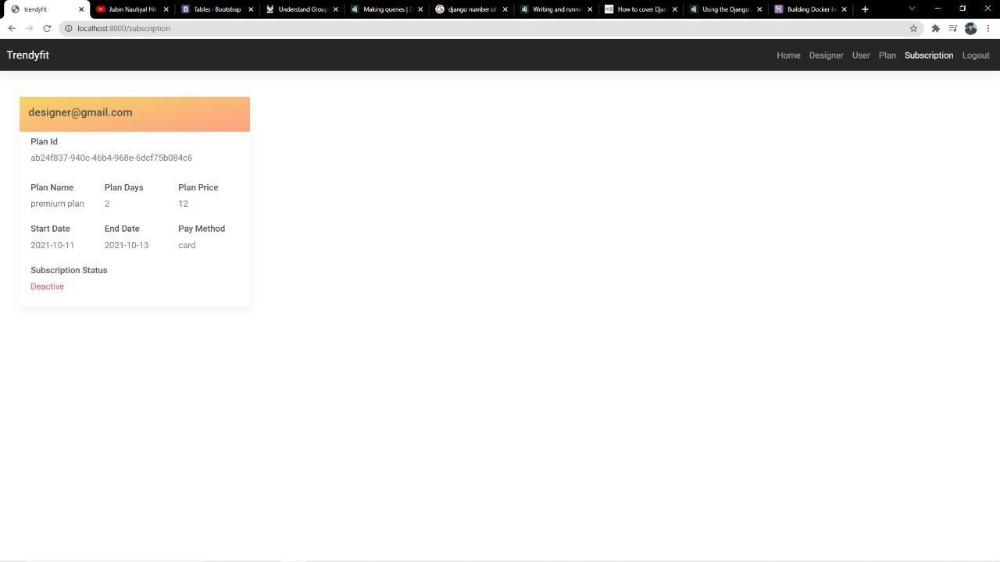 trendyfit
Jubin Nautiyal Hit
Tables · Bootstrap
Understand Group
Making queries | D
django number of
Writing and runnin
How to cover Djan
Using the Django
Building Docker Im
localhost:8000/subscription
Trendyfit
Home Designer User Plan Subscription Logout
designer@gmail.com
Plan Id
ab24f837-940c-46b4-968e-6dcf75b084c6
Plan Name Plan Days Plan Price
premium plan 2 12
Start Date End Date Pay Method
2021-10-11 2021-10-13 card
Subscription Status
Deactive